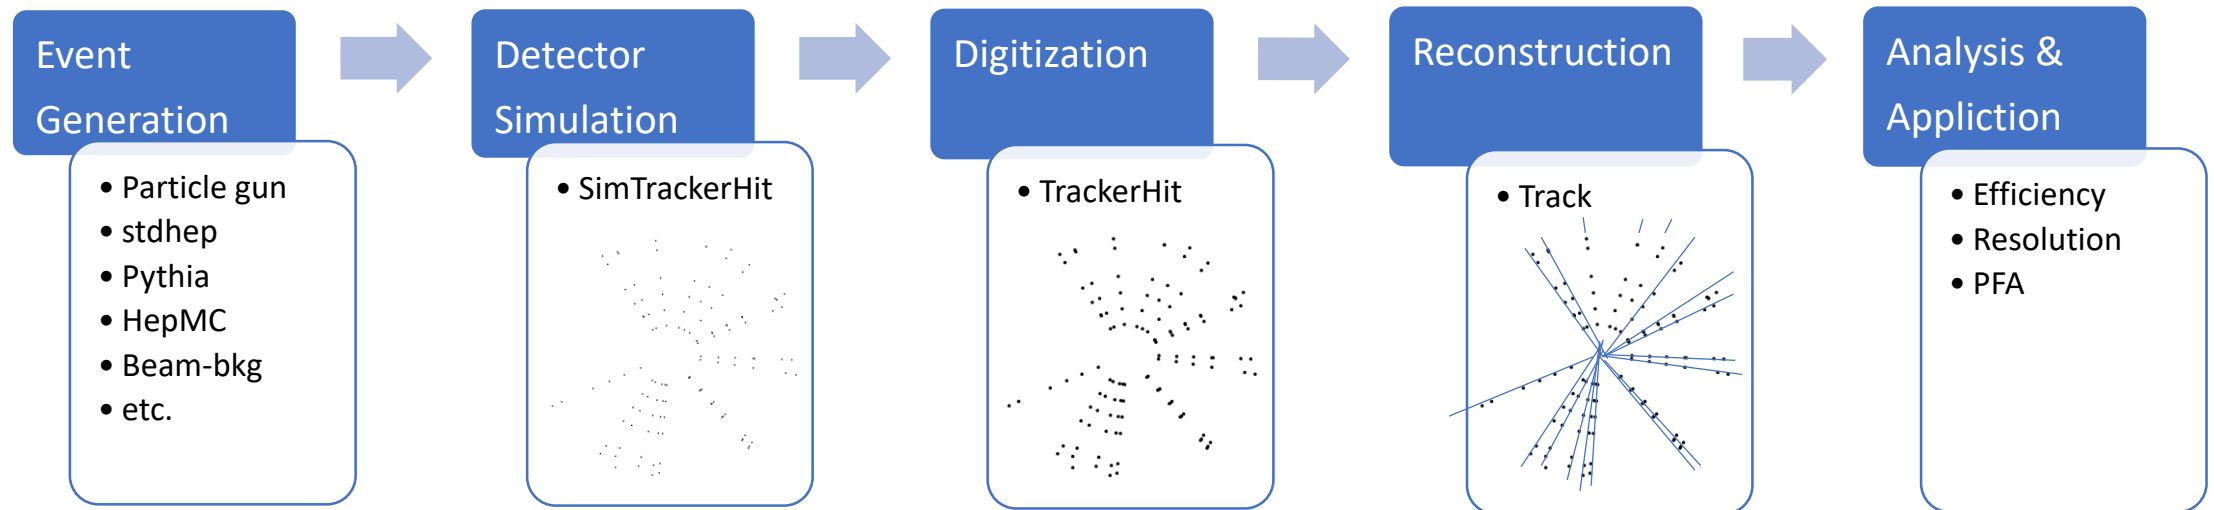 Event
Generation
• Particle gun
• stdhep
• Pythia
• HepMC
• Beam-bkg
• etc.
Detector
Simulation
• SimTrackerHit
Digitization
• TrackerHit
Reconstruction
• Track
Analysis &
Appliction
• Efficiency
• Resolution
• PFA